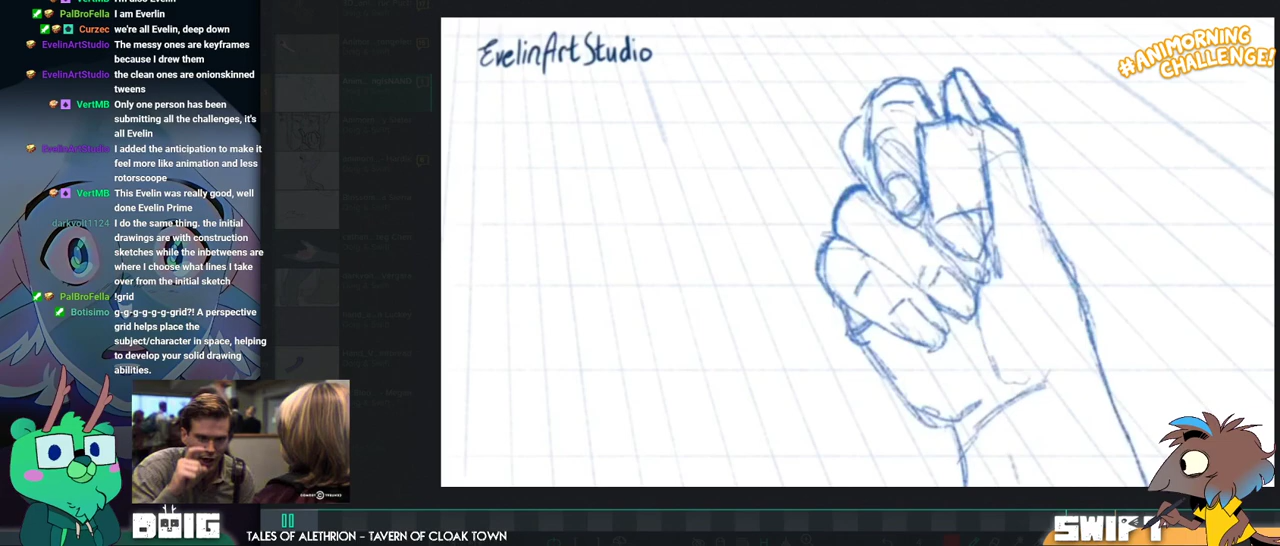 PalBroFella I am Everlin
Curzec we're all Evelin, deep down
EvelinArtStudio The messy ones are keyframes
because I drew them
EvelinArtStudio the clean ones are onionskinned
tweens
VertMB Only one person has been
submitting all the challenges, it's
all Evelin
EvelinArtStudio I added the anticipation to make it
feel more like animation and less
rotorscoope
VertMB This Evelin was really good, well
done Evelin Prime
darkvolt1124 I do the same thing. the initial
drawings are with construction
sketches while the inbetweens are
where I choose what lines I take
over from the initial sketch
PalBroFella !grid
Botisimo g-g-g-g-g-g-grid?! A perspective
grid helps place the
subject/character in space, helping
to develop your solid drawing
abilities.
EvelinArtStudio
#ANIMORNING
CHALLENGE!
COMEDY CENTRAL
DOIG
TALES OF ALETHRION – TAVERN OF CLOAK TOWN
SWIFT